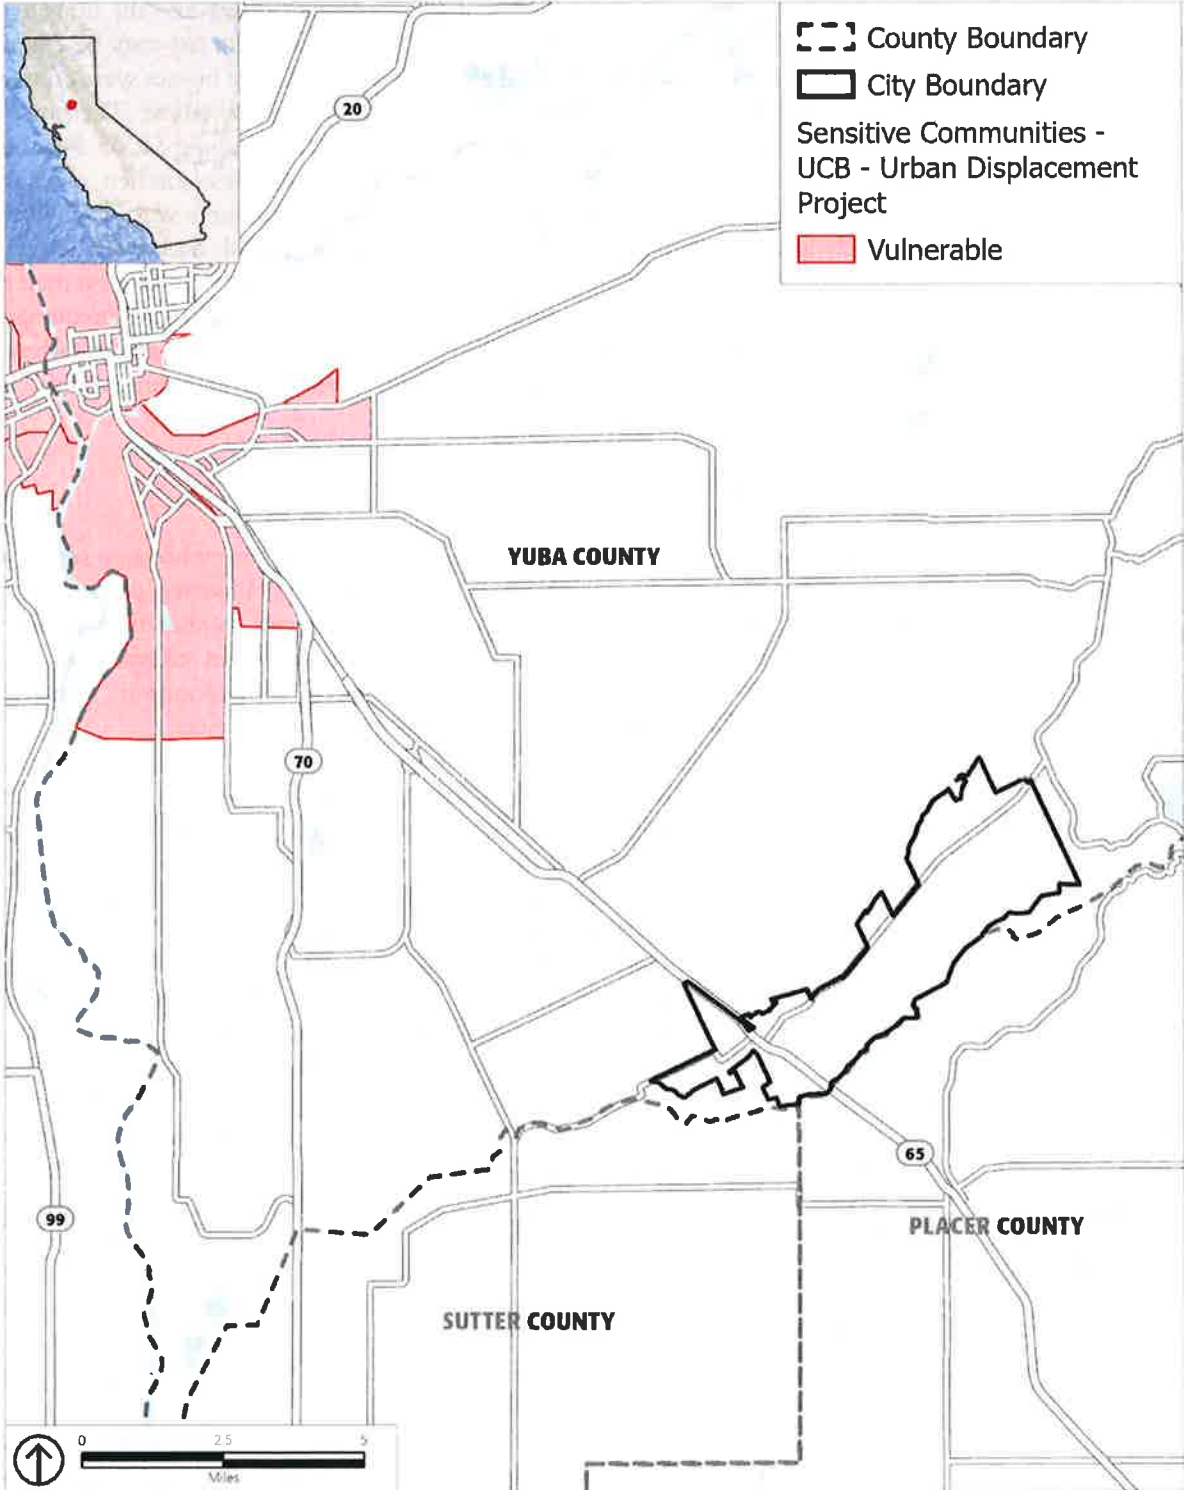 County Boundary
City Boundary
Sensitive Communities -
UCB - Urban Displacement
Project
Vulnerable
20
YUBA COUNTY
70
65
99
PLACER COUNTY
SUTTER COUNTY
0 2.5 5
Miles